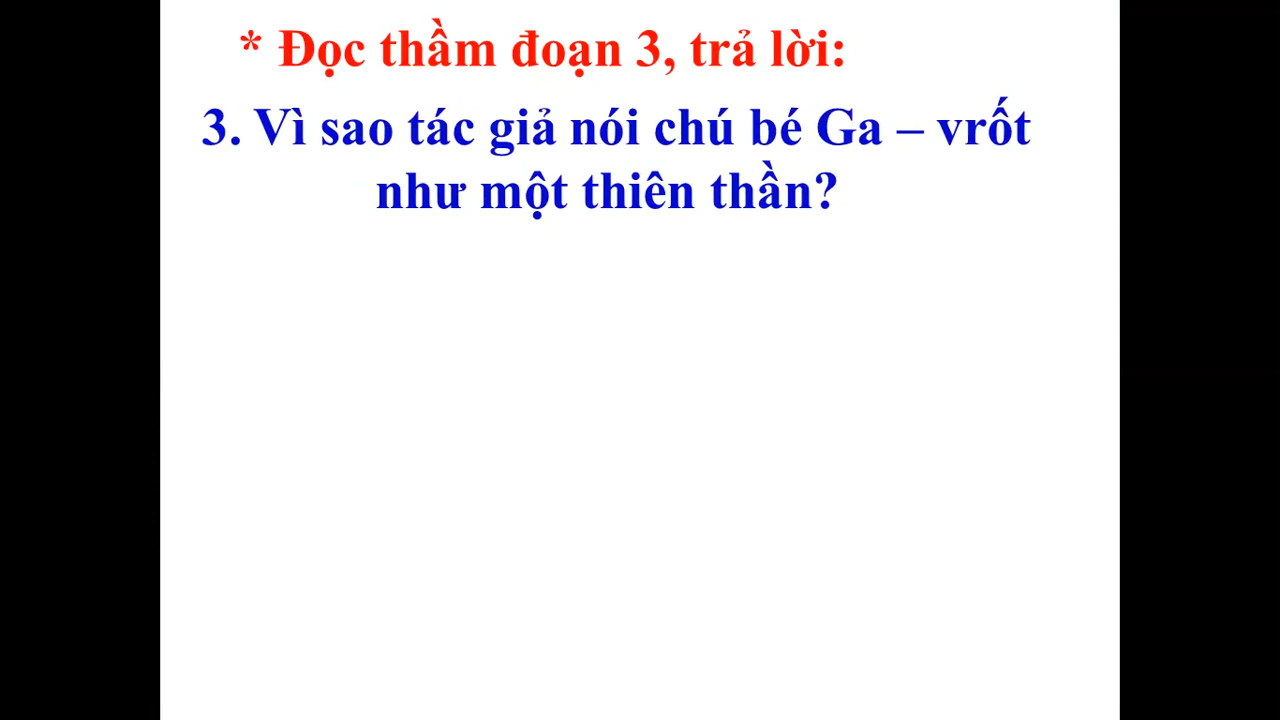 * Đọc thầm đoạn 3, trả lời:
3. Vì sao tác giả nói chú bé Ga – vrốt
như một thiên thần?